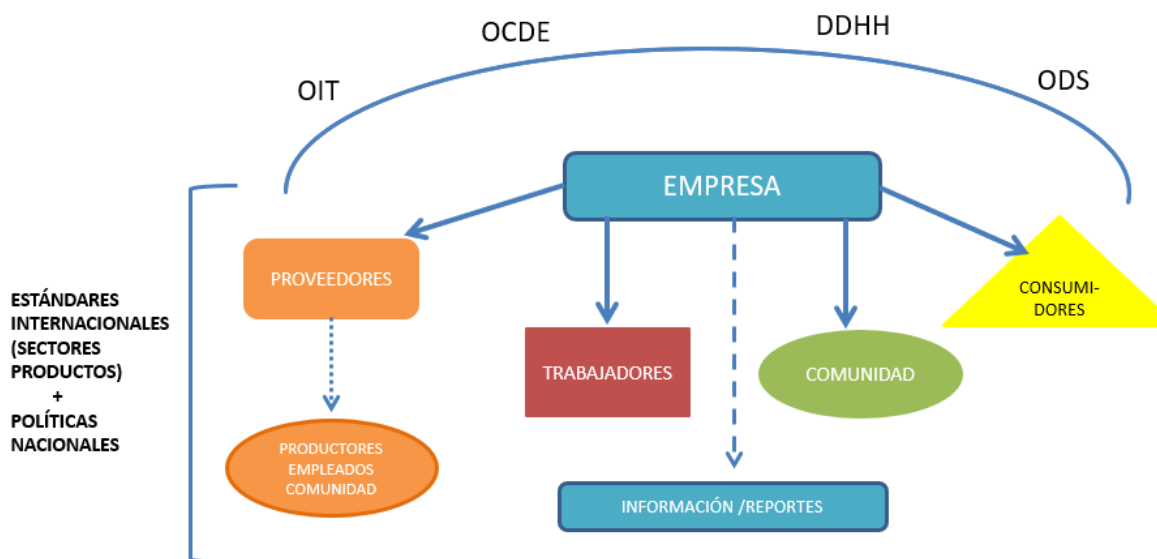 OCDE
DDHH
OIT
ODS
EMPRESA
PROVEEDORES
CONSUMI-
DORES
ESTÁNDARES
INTERNACIONALES
(SECTORES
PRODUCTOS)
+
POLÍTICAS
NACIONALES
TRABAJADORES
COMUNIDAD
PRODUCTORES
EMPLEADOS
COMUNIDAD
INFORMACIÓN /REPORTES